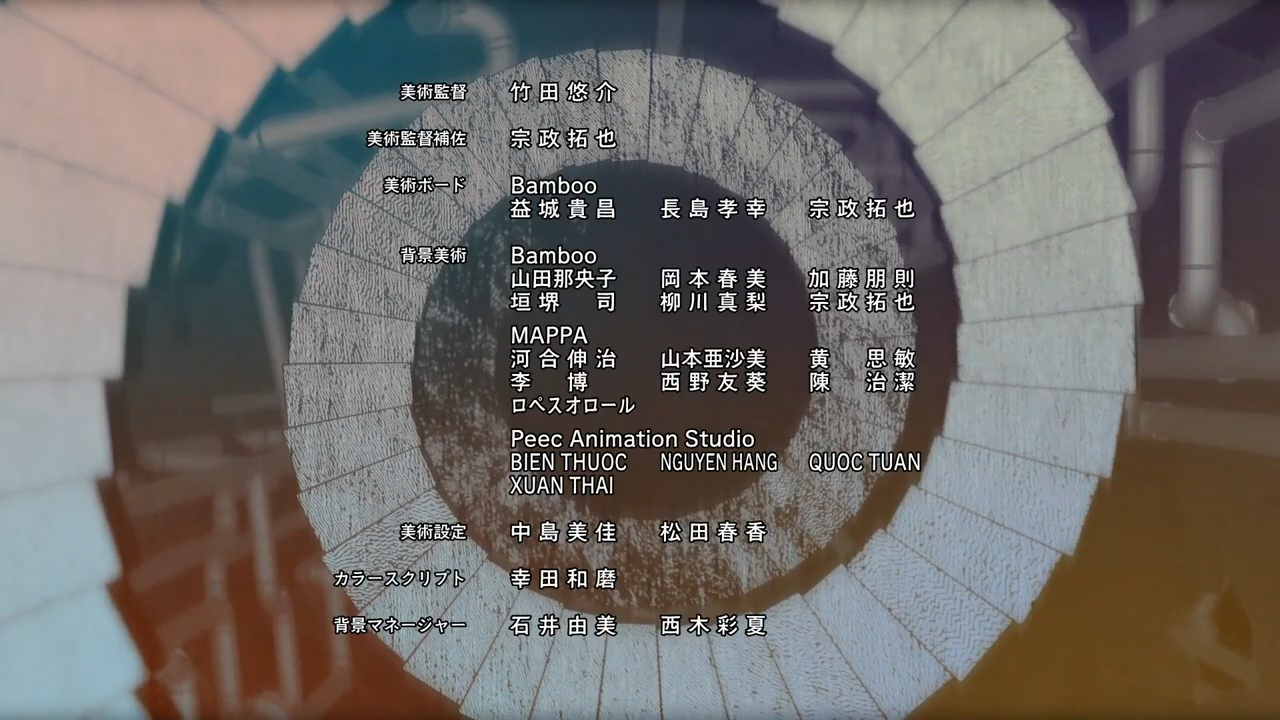 美術監督 竹田悠介
美術監督補佐 宗政拓也
美術ボード Bamboo
益城貴昌 長島孝幸 宗政拓也
背景美術 Bamboo
山田那央子 岡本春美 加藤朋則
垣堺 司 柳川真梨 宗政拓也
MAPPA
河合伸治 山本亜沙美 黄 思敏
李 博 西野友葵 陳 治潔
ロペスオロール
Peec Animation Studio
BIEN THUOC NGUYEN HANG QUOC TUAN
XUAN THAI
美術設定 中島美佳 松田春香
カラースクリプト 幸田和磨
背景マネージャー 石井由美 西木彩夏